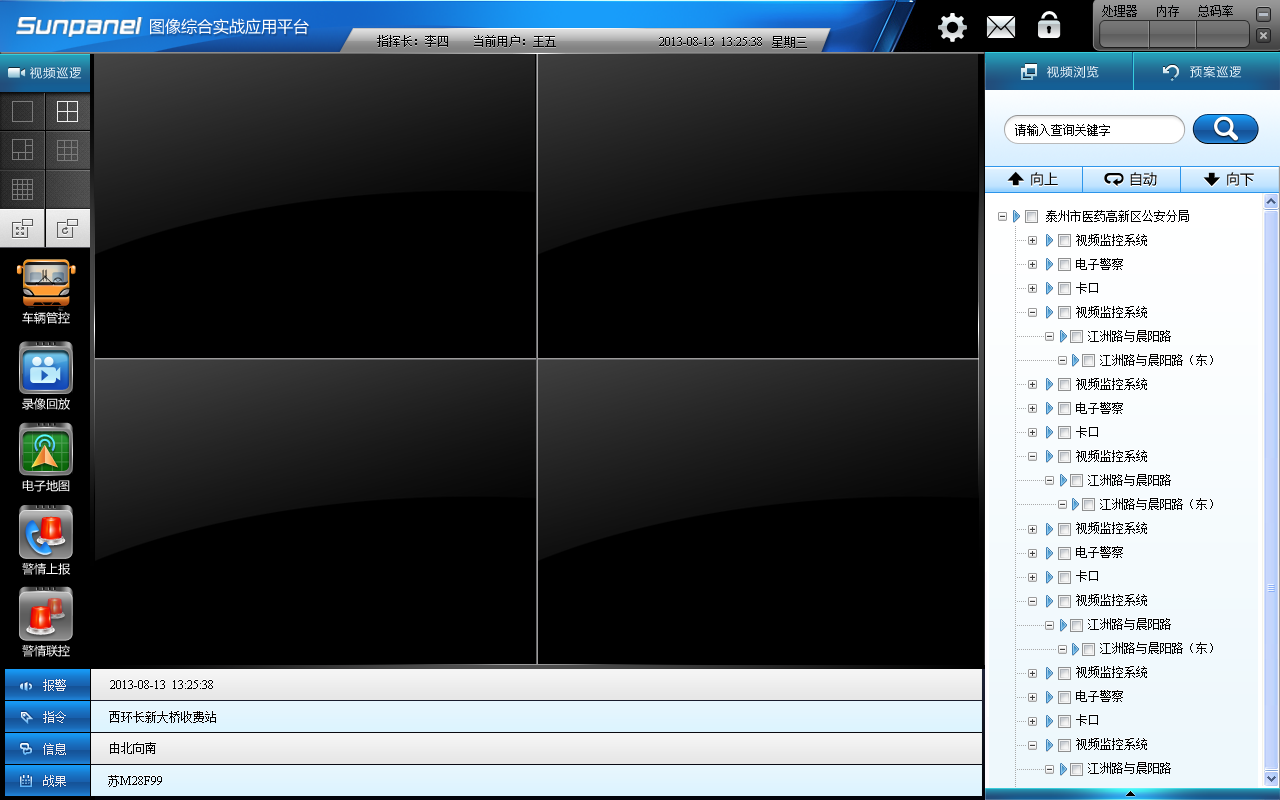 Sunpanel 图像综合实战应用平台
指挥长：李四 当前用户：王五 2013-08-13 13:25:38 星期三
处理器 内存 总码率
视频巡逻
车辆管控
录像回放
电子地图
警情上报
警情联控
报警 2013-08-13 13:25:38
指令 西环长新大桥收费站
信息 由北向南
战果 苏M28F99
视频浏览 预案巡逻
请输入查询关键字
向上 自动 向下
泰州市医药高新区公安分局
视频监控系统
电子警察
卡口
视频监控系统
江洲路与晨阳路
江洲路与晨阳路（东）
视频监控系统
电子警察
卡口
视频监控系统
江洲路与晨阳路
江洲路与晨阳路（东）
视频监控系统
电子警察
卡口
视频监控系统
江洲路与晨阳路
江洲路与晨阳路（东）
视频监控系统
电子警察
卡口
视频监控系统
江洲路与晨阳路